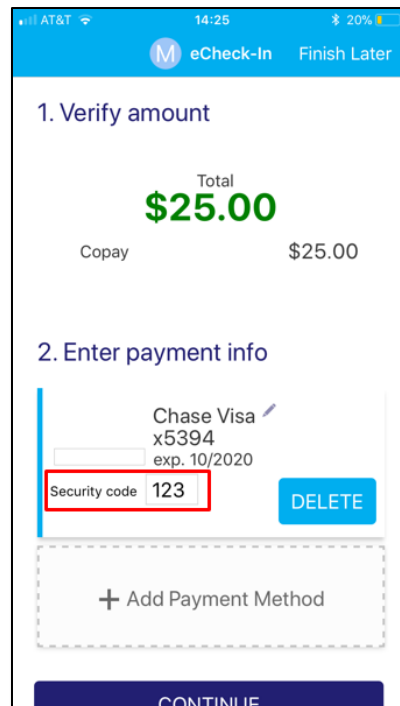 AT&T 14:25 20%
M eCheck-In Finish Later
1. Verify amount
Total
$25.00
Copay $25.00
2. Enter payment info
Chase Visa
x5394
exp. 10/2020
Security code 123
DELETE
+ Add Payment Method
CONTINUE